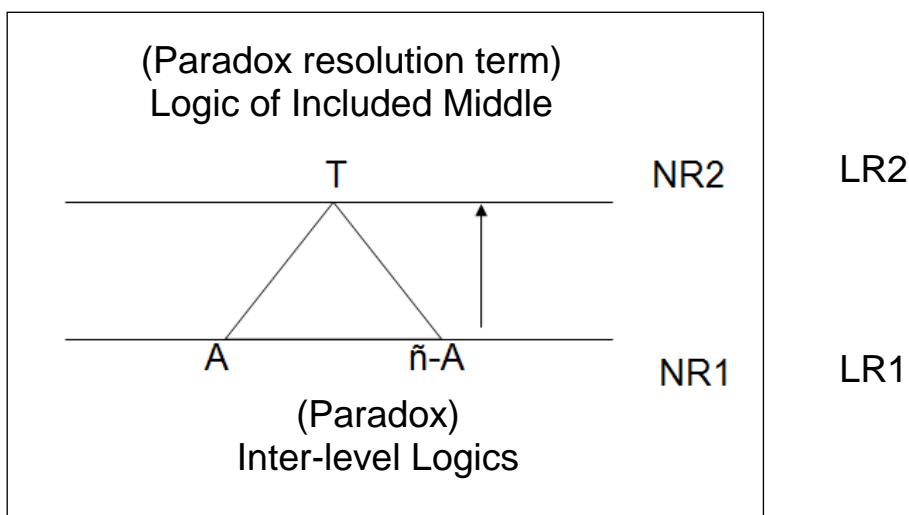 (Paradox resolution term)
Logic of Included Middle
T NR2 LR2
A ñ-A NR1 LR1
(Paradox)
Inter-level Logics